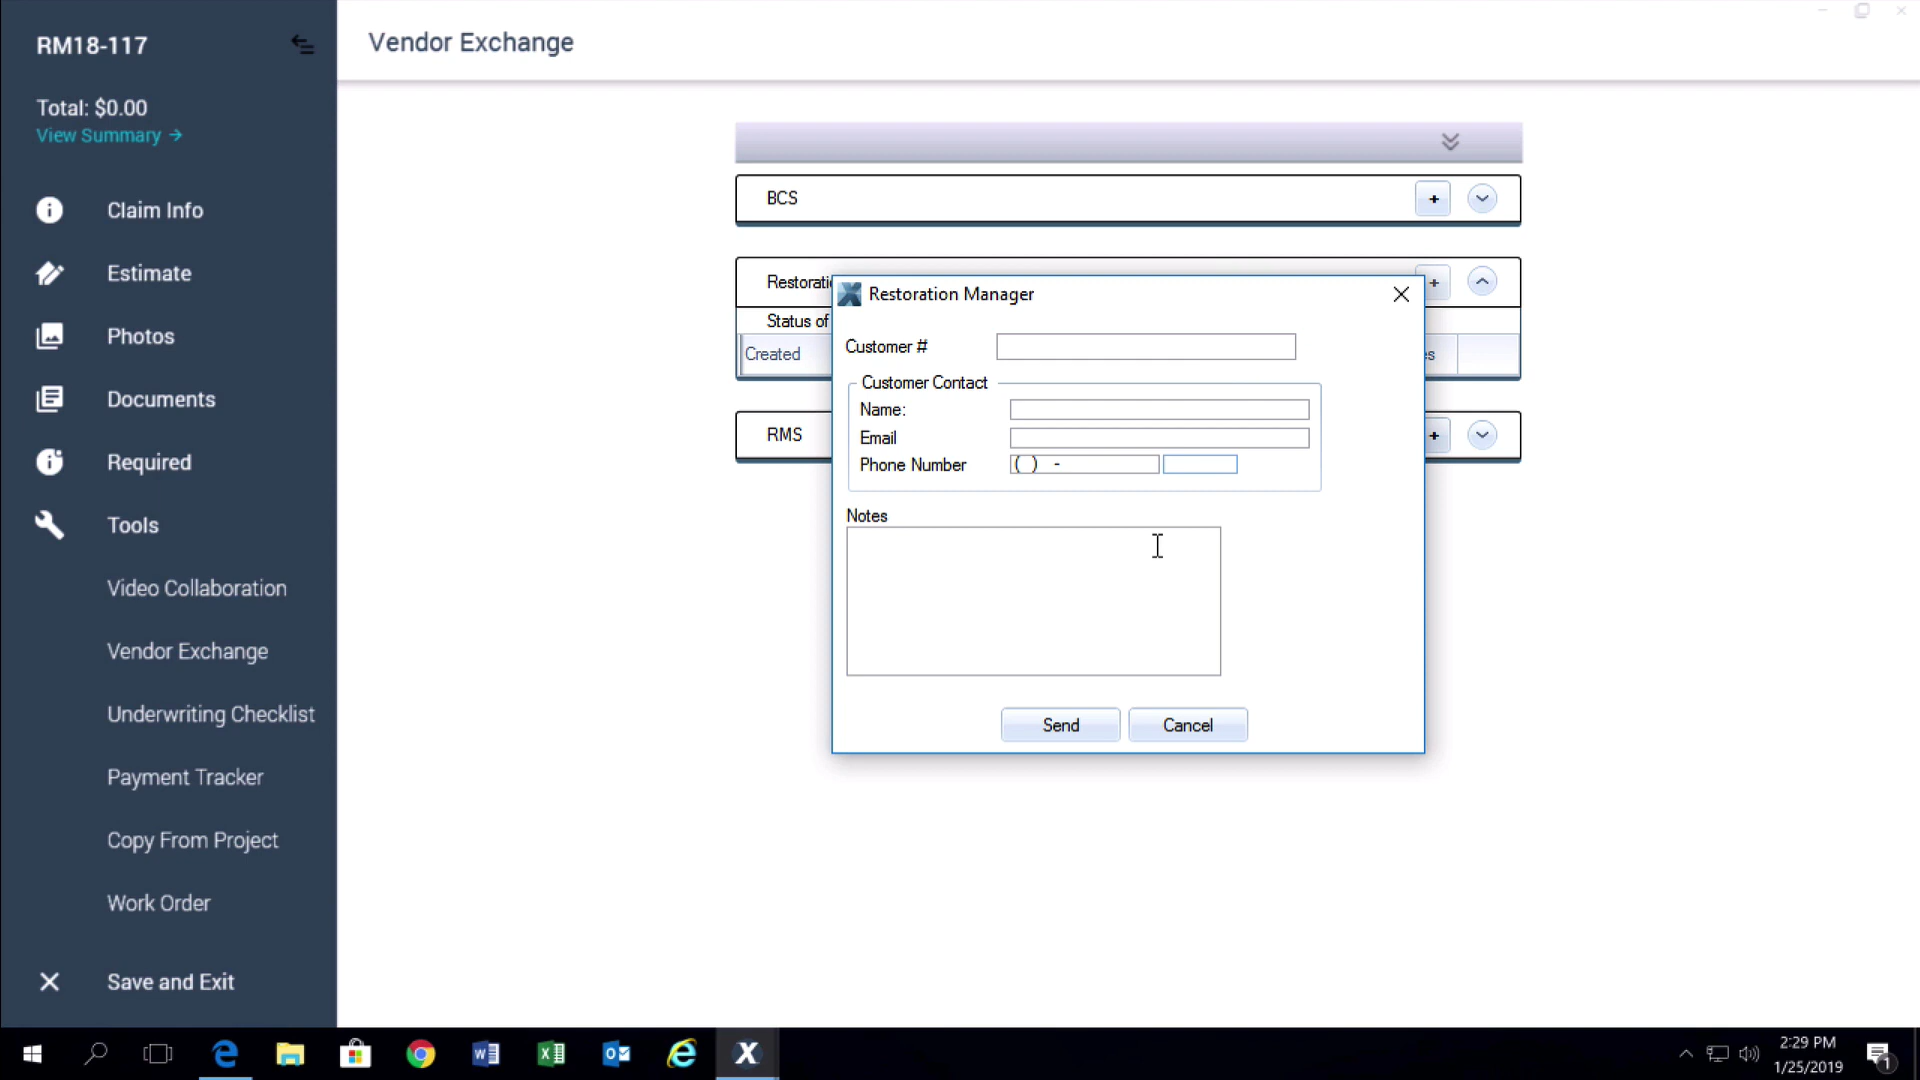 RM18-117
Total: $0.00
View Summary →
Claim Info
Estimate
Photos
Documents
Required
Tools
Video Collaboration
Vendor Exchange
Underwriting Checklist
Payment Tracker
Copy From Project
Work Order
Save and Exit
Vendor Exchange
BCS
Restorati
Status of
Created
es
RMS
Restoration Manager
Customer #
Customer Contact
Name:
Email
Phone Number
( ) -
Notes
Send
Cancel
2:29 PM
1/25/2019
1